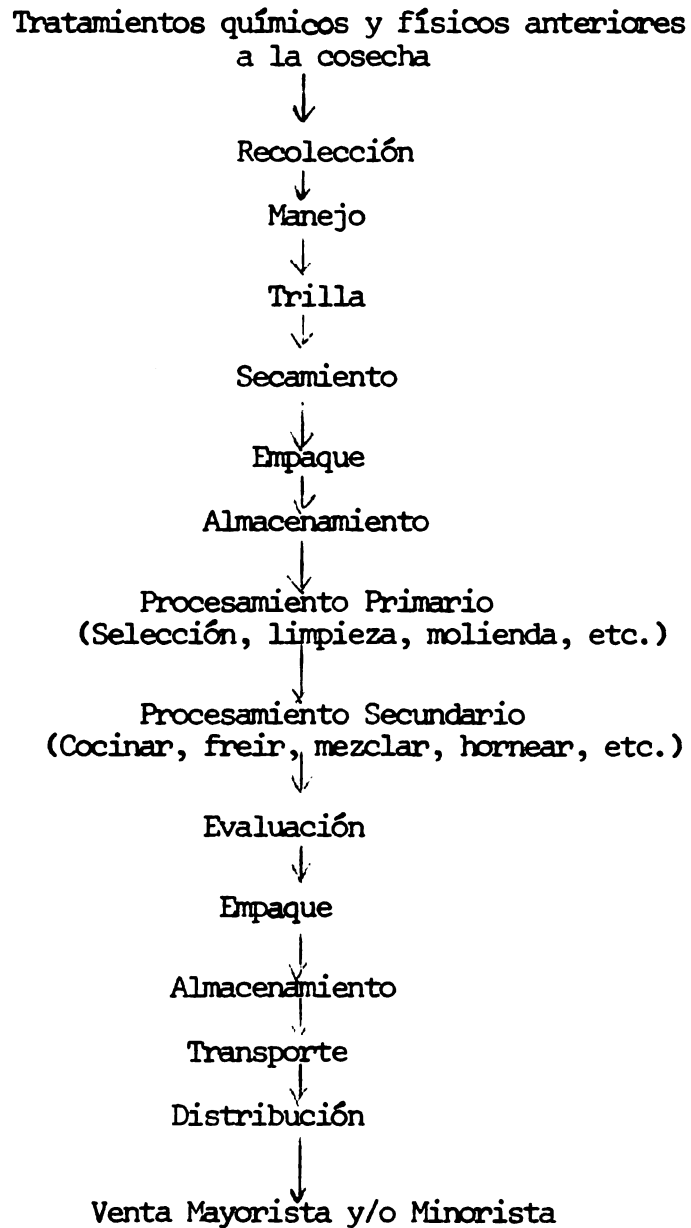 Tratamientos químicos y físicos anteriores
a la cosecha
Recolección
Manejo
Trilla
Secamiento
Empaque
Almacenamiento
Procesamiento Primario
(Selección, limpieza, molienda, etc.)
Procesamiento Secundario
(Cocinar, freir, mezclar, hornear, etc.)
Evaluación
Empaque
Almacenamiento
Transporte
Distribución
Venta Mayorista y/o Minorista